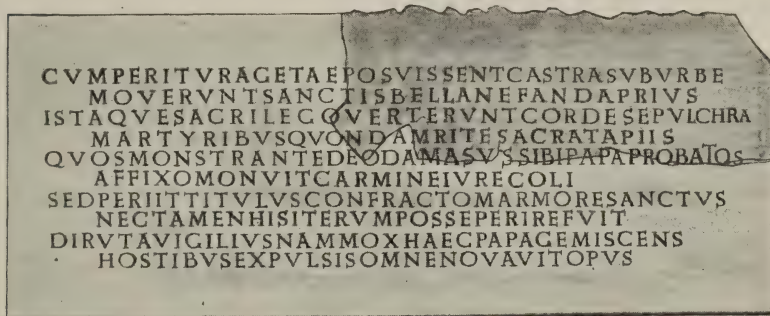 CVMPERITVRAGETAEPOSVISSENTCASTRASVBVRBE
MOVERVNTSANCTISBELLANEFANDAPRIVS
ISTAQVESACRILEGOVERTERVNTCORDESEPVLCHRA
MARTYRIBVSQVONDAMRITESACRATAPIIS
QVOSMONSTRANTEDEODAMASVSSIBIPAPAPROBATOS
AFFIXOMONVITCARMINEIVRECOLI
SEDPERIITTITVLVSCONFRACTOMARMORESANCTVS
NECTAMENHISITERVMPOSSEPERIREFVIT
DIRVTAVIGILIVSNAMMOXHAECPAPAGEMISCENS
HOSTIBVSEXPVLSISOMNENOVAVITOPVS